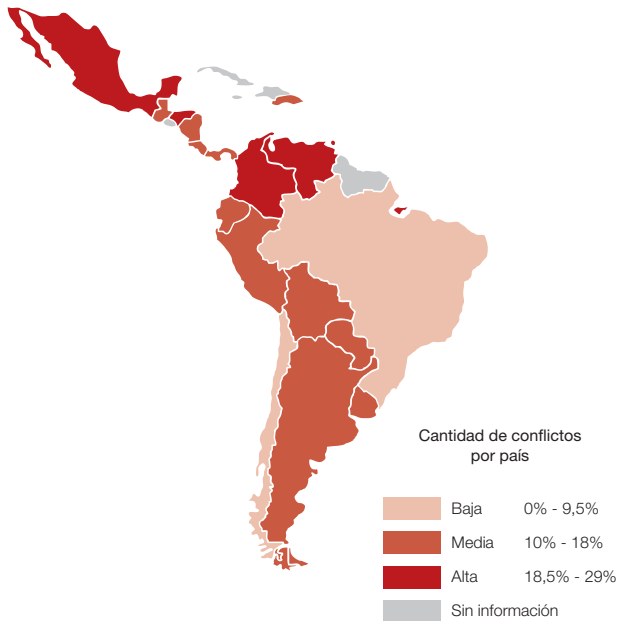 Cantidad de conflictos
por país
Baja 0% - 9,5%
Media 10% - 18%
Alta 18,5% - 29%
Sin información